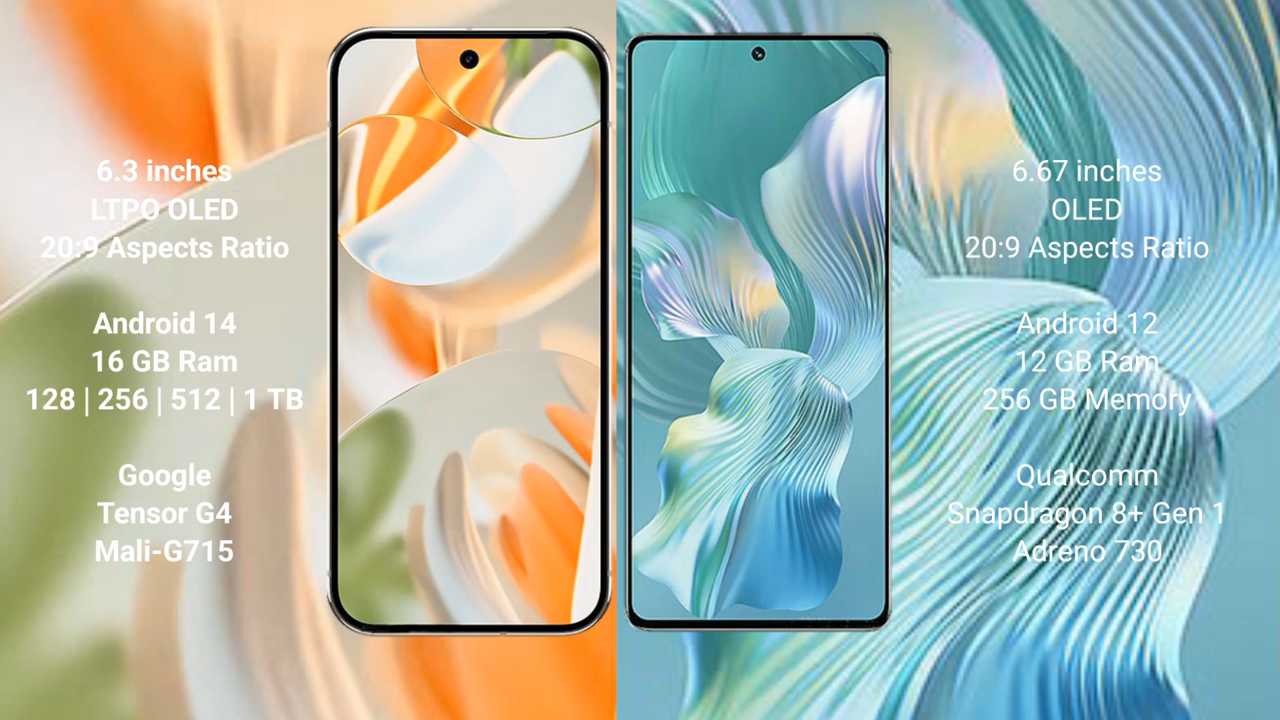 6.3 inches
LTPO OLED
20:9 Aspects Ratio
Android 14
16 GB Ram
128 | 256 | 512 | 1 TB
Google
Tensor G4
Mali-G715
6.67 inches
OLED
20:9 Aspects Ratio
Android 12
12 GB Ram
256 GB Memory
Qualcomm
Snapdragon 8+ Gen 1
Adreno 730